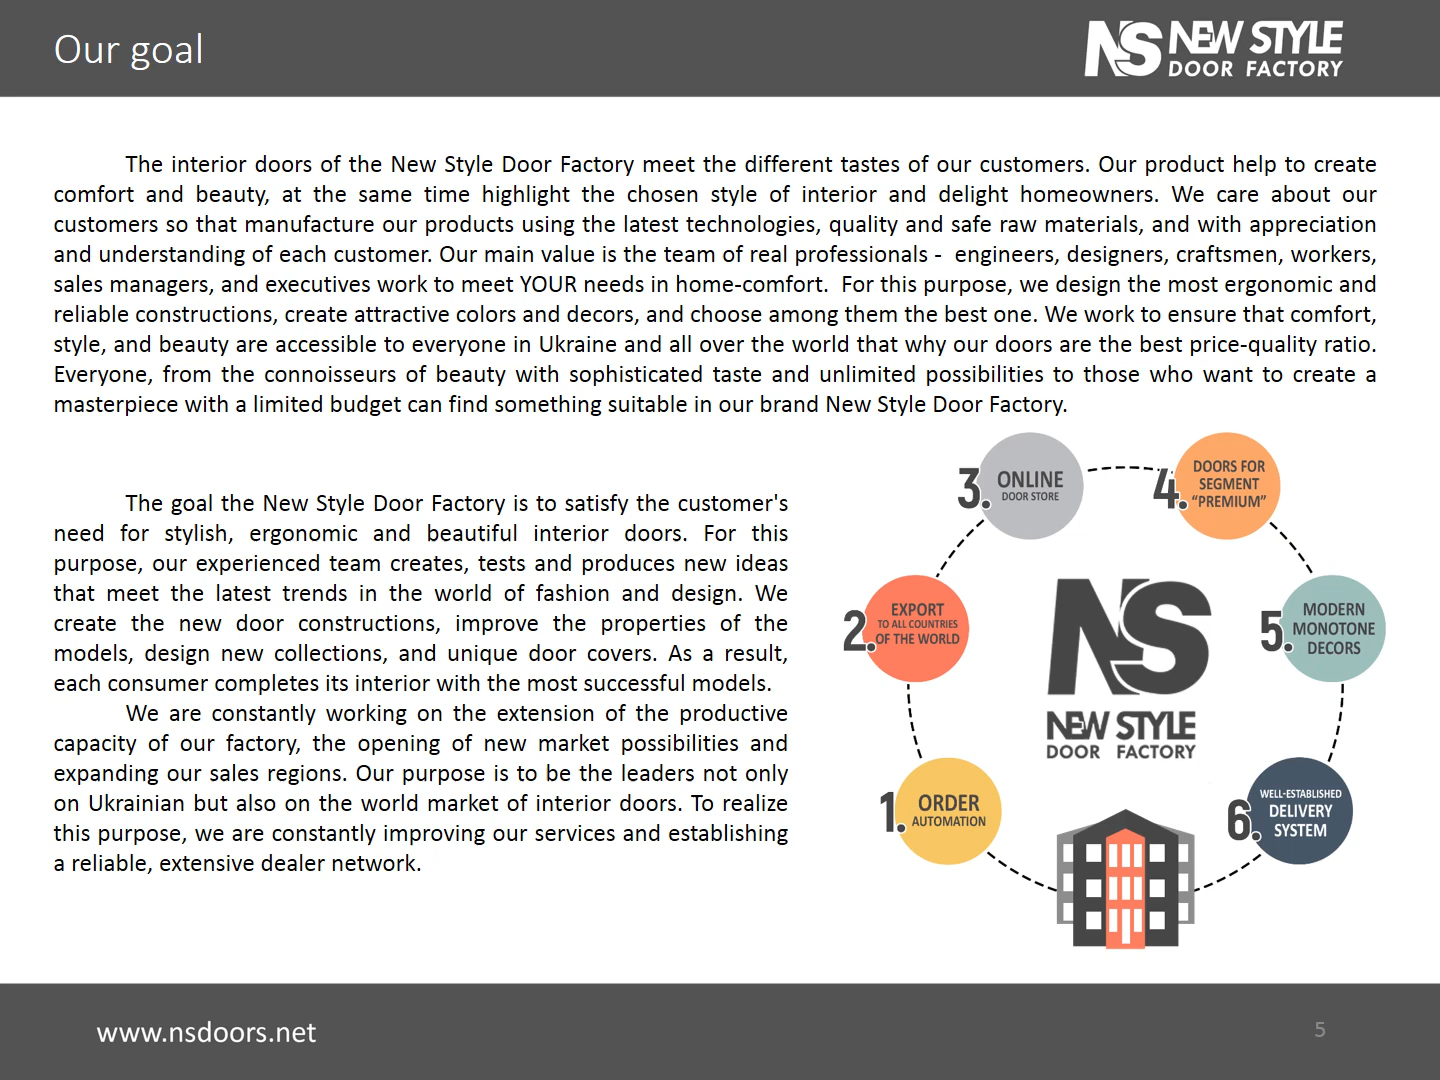 Our goal
NS NEW STYLE
DOOR FACTORY
The interior doors of the New Style Door Factory meet the different tastes of our customers. Our product help to create
comfort and beauty, at the same time highlight the chosen style of interior and delight homeowners. We care about our
customers so that manufacture our products using the latest technologies, quality and safe raw materials, and with appreciation
and understanding of each customer. Our main value is the team of real professionals -  engineers, designers, craftsmen, workers,
sales managers, and executives work to meet YOUR needs in home-comfort.  For this purpose, we design the most ergonomic and
reliable constructions, create attractive colors and decors, and choose among them the best one. We work to ensure that comfort,
style, and beauty are accessible to everyone in Ukraine and all over the world that why our doors are the best price-quality ratio.
Everyone, from the connoisseurs of beauty with sophisticated taste and unlimited possibilities to those who want to create a
masterpiece with a limited budget can find something suitable in our brand New Style Door Factory.
The goal the New Style Door Factory is to satisfy the customer's
need for stylish, ergonomic and beautiful interior doors. For this
purpose, our experienced team creates, tests and produces new ideas
that meet the latest trends in the world of fashion and design. We
create the new door constructions, improve the properties of the
models, design new collections, and unique door covers. As a result,
each consumer completes its interior with the most successful models.
We are constantly working on the extension of the productive
capacity of our factory, the opening of new market possibilities and
expanding our sales regions. Our purpose is to be the leaders not only
on Ukrainian but also on the world market of interior doors. To realize
this purpose, we are constantly improving our services and establishing
a reliable, extensive dealer network.
1.
ORDER
AUTOMATION
2.
EXPORT
TO ALL COUNTRIES
OF THE WORLD
3.
ONLINE
DOOR STORE
4.
DOORS FOR
SEGMENT
“PREMIUM”
5.
MODERN
MONOTONE
DECORS
6.
WELL-ESTABLISHED
DELIVERY
SYSTEM
NS
NEW STYLE
DOOR FACTORY
www.nsdoors.net
5